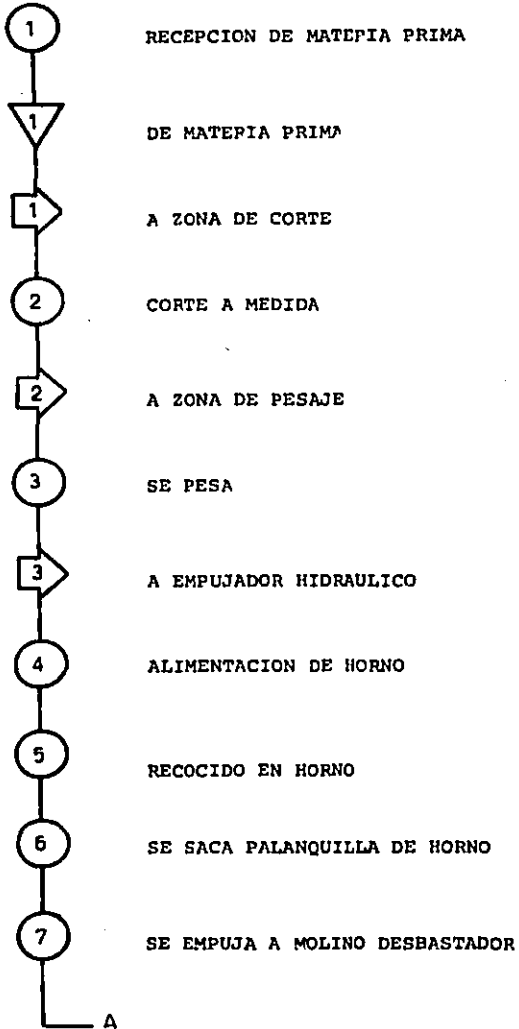 1 RECEPCION DE MATEPIA PRIMA
1 DE MATEPIA PRIMA
1 A ZONA DE CORTE
2 CORTE A MEDIDA
2 A ZONA DE PESAJE
3 SE PESA
3 A EMPUJADOR HIDRAULICO
4 ALIMENTACION DE HORNO
5 RECOCIDO EN HORNO
6 SE SACA PALANQUILLA DE HORNO
7 SE EMPUJA A MOLINO DESBASTADOR
A